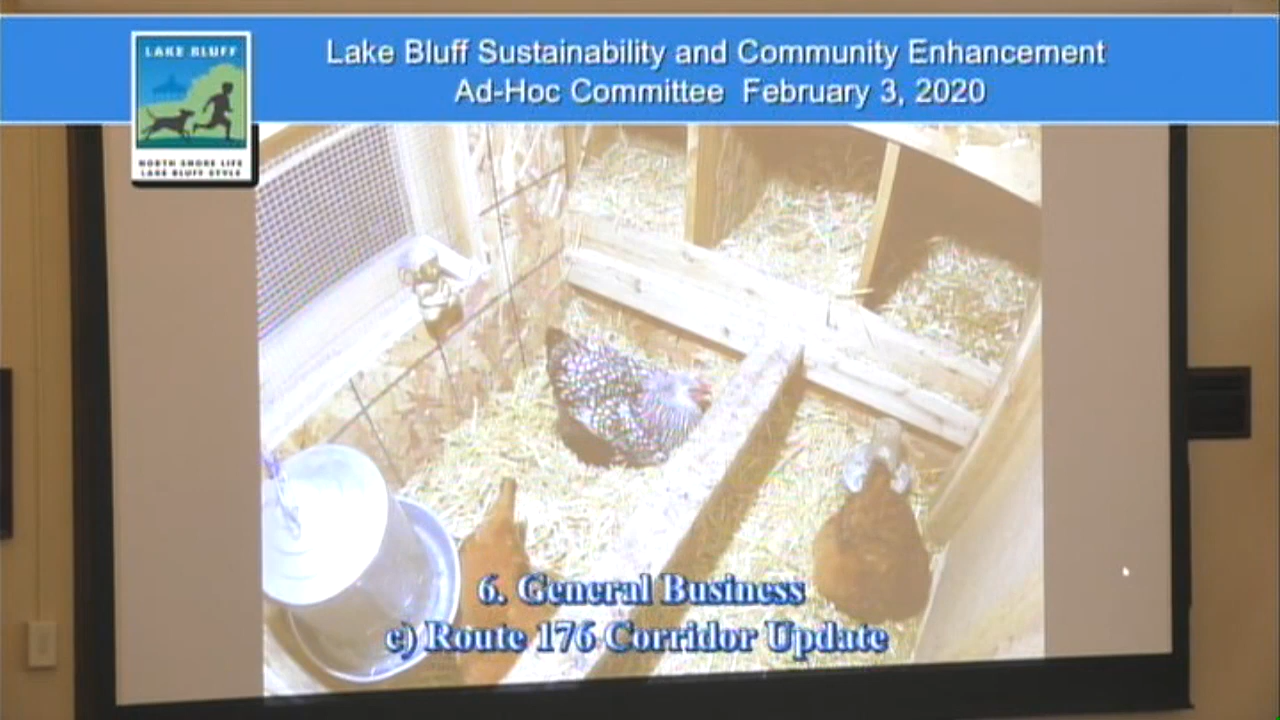 LAKE BLUFF
NORTH SHORE LIFE
LAKE BLUFF STYLE
Lake Bluff Sustainability and Community Enhancement
Ad-Hoc Committee February 3, 2020
6. General Business
c) Route 176 Corridor Update